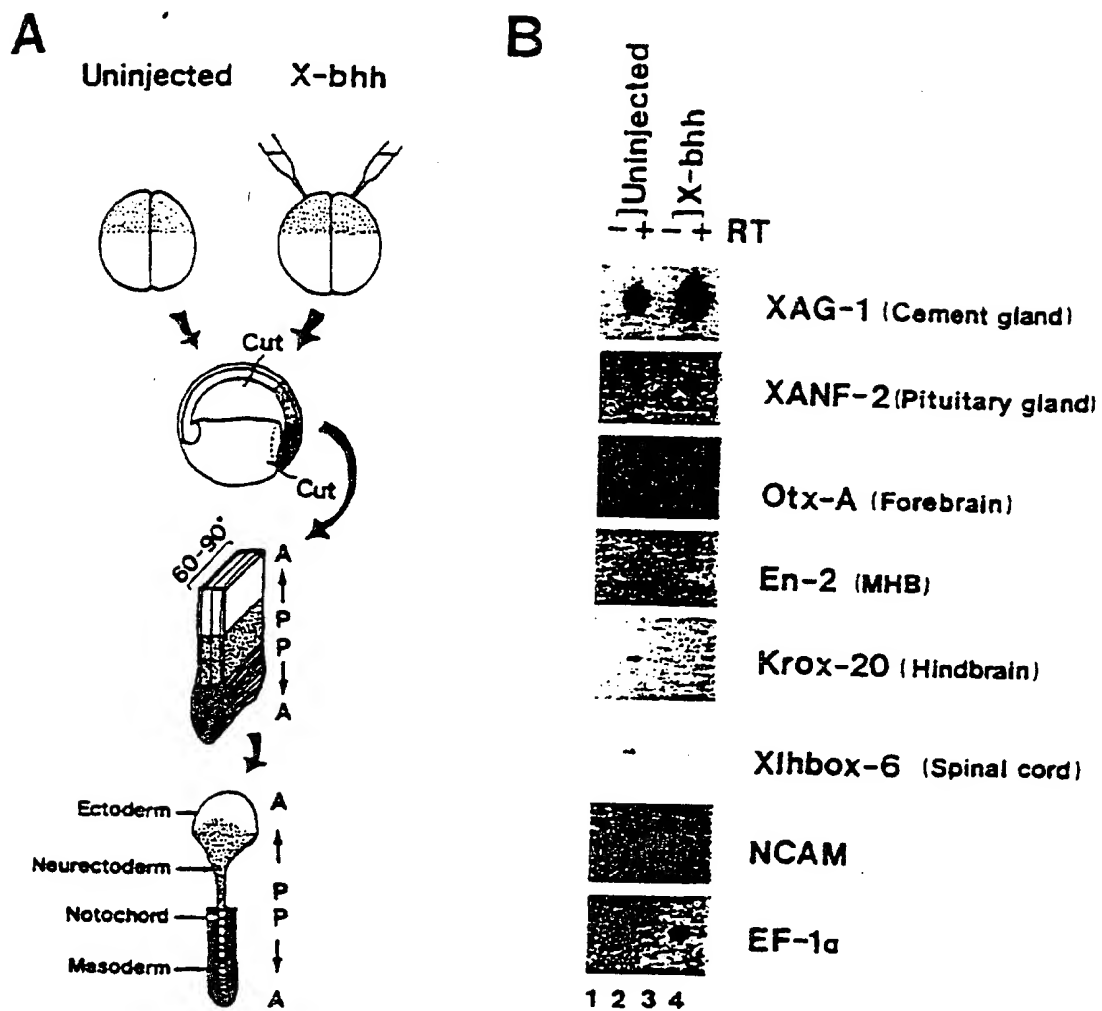 A
Uninjected X-bhh
Cut
Cut
60-90°
A
P
P
A
Ectoderm
Neurectoderm
Notochord
Masoderm
A
P
P
A
B
]Uninjected
]X-bhh
- + - + RT
XAG-1 (Cement gland)
XANF-2 (Pituitary gland)
Otx-A (Forebrain)
En-2 (MHB)
Krox-20 (Hindbrain)
Xlhbox-6 (Spinal cord)
NCAM
EF-1α
1 2 3 4